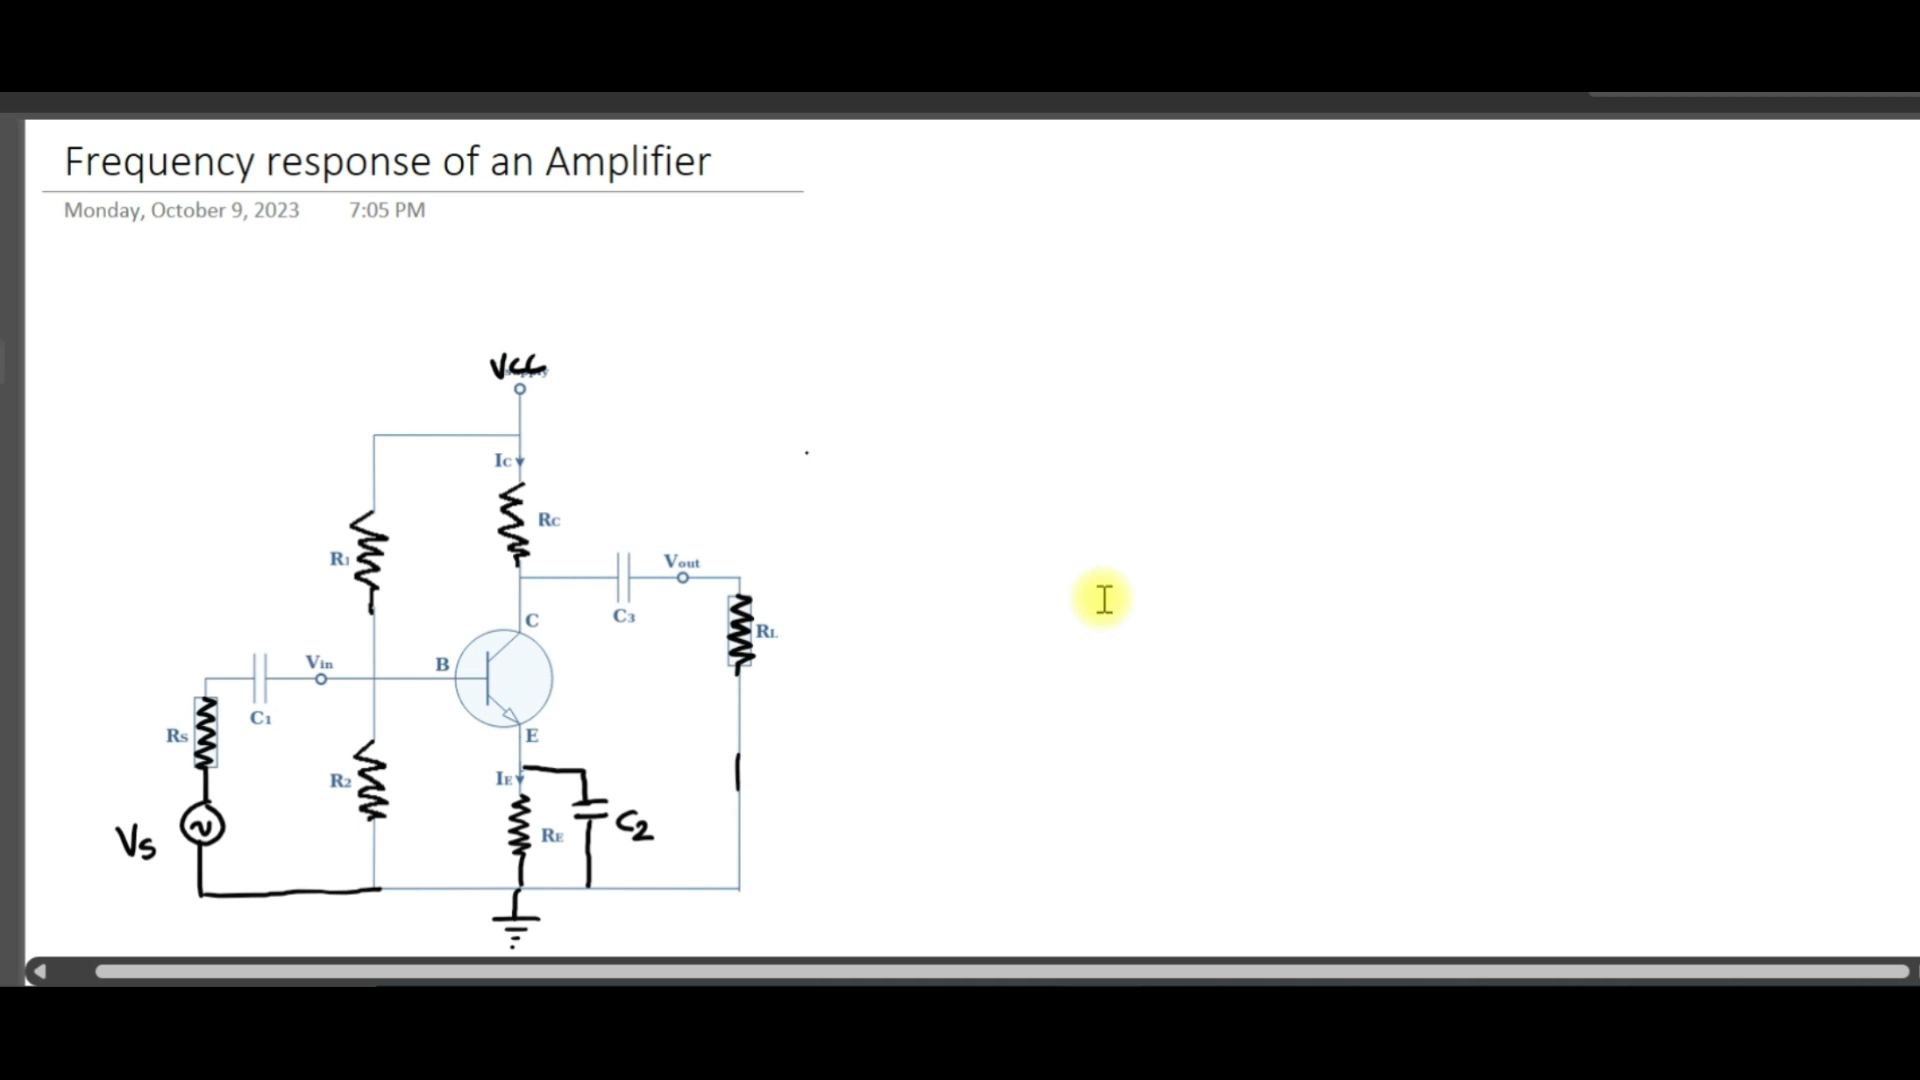 Frequency response of an Amplifier
Monday, October 9, 2023 7:05 PM
VCC
IC
RC
R1
Vout
C3
C
RL
Vin
B
C1
RS
E
R2
IE
RE
C2
VS